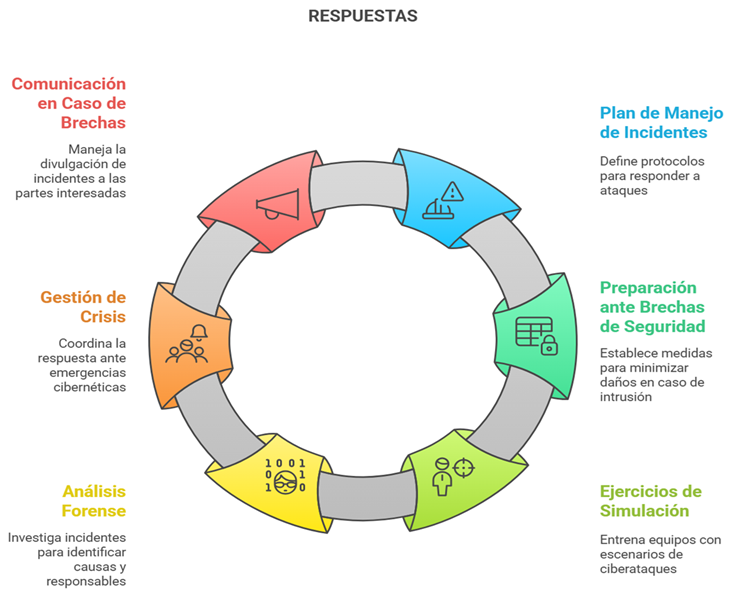 RESPUESTAS
Comunicación
en Caso de
Brechas
Maneja la
divulgación de
incidentes a las
partes interesadas
Plan de Manejo
de Incidentes
Define protocolos
para responder a
ataques
Gestión de
Crisis
Coordina la
respuesta ante
emergencias
cibernéticas
Preparación
ante Brechas
de Seguridad
Establece medidas
para minimizar
daños en caso de
intrusión
Análisis
Forense
Investiga incidentes
para identificar
causas y
responsables
Ejercicios de
Simulación
Entrena equipos con
escenarios de
ciberataques
1 0 0 1
0 1
1 0